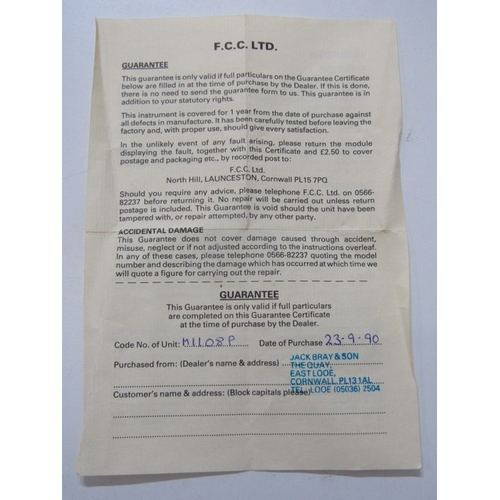 F.C.C. LTD.
GUARANTEE
This guarantee is only valid if full particulars on the Guarantee Certificate
below are filled in at time of purchase by the Dealer. If this is done,
there is no need to send the guarantee form to us. This guarantee is in
addition to your statutory rights.
This instrument is covered for 1 year from the date of purchase against
all defects in manufacture. It has been carefully tested before leaving the
factory and, with proper use, should give every satisfaction.
In the unlikely event of any fault arising, please return the module
displaying the fault, together with this Certificate and £2.50 to cover
postage and packaging etc., by recorded post to:
F.C.C. Ltd.
North Hill, LAUNCESTON, Cornwall PL15 7PQ
Should you require any advice, please telephone F.C.C. Ltd. on 0566-
82237 before returning it. No repair will be carried out unless return
postage is included. This Guarantee is void should the unit have been
tampered with, or repair attempted, by any other party.
ACCIDENTAL DAMAGE
This Guarantee does not cover damage caused through accident,
misuse, neglect or if not adjusted according to the instructions overleaf.
In any of these cases, please telephone 0566-82237 quoting the model
number and describing the damage which has occurred at which time we
will quote a figure for carrying out the repair.
GUARANTEE
This Guarantee is only valid if full particulars
are completed on this Guarantee Certificate
at the time of purchase by the Dealer.
Code No. of Unit: M1108P Date of Purchase 23-9-90
Purchased from: (Dealer's name & address) JACK BRAY & SON
THE QUAY,
EAST LOOE,
CORNWALL. PL13 1AL
Customer's name & address: (Block capitals please) TEL. LOOE (05036) 2504